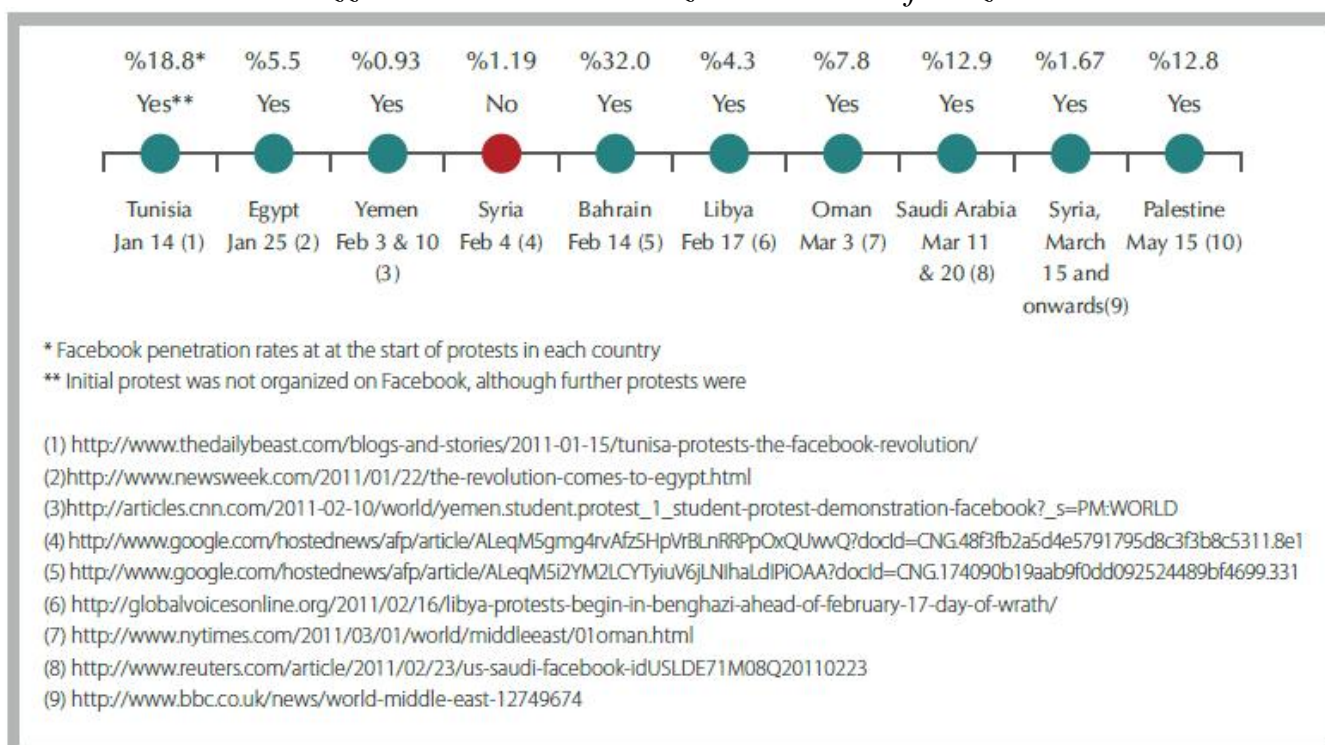 %18.8* %5.5 %0.93 %1.19 %32.0 %4.3 %7.8 %12.9 %1.67 %12.8
Yes** Yes Yes No Yes Yes Yes Yes Yes Yes
Tunisia Egypt Yemen Syria Bahrain Libya Oman Saudi Arabia Syria, Palestine
Jan 14 (1) Jan 25 (2) Feb 3 & 10 Feb 4 (4) Feb 14 (5) Feb 17 (6) Mar 3 (7) Mar 11 March May 15 (10)
(3) & 20 (8) 15 and
onwards(9)
* Facebook penetration rates at at the start of protests in each country
** Initial protest was not organized on Facebook, although further protests were
(1) http://www.thedailybeast.com/blogs-and-stories/2011-01-15/tunisa-protests-the-facebook-revolution/
(2)http://www.newsweek.com/2011/01/22/the-revolution-comes-to-egypt.html
(3)http://articles.cnn.com/2011-02-10/world/yemen.student.protest_1_student-protest-demonstration-facebook?_s=PM:WORLD
(4) http://www.google.com/hostednews/afp/article/ALeqM5gmg4rvAfz5HpVrBLnRRPpOxQUwvQ?docId=CNG.48f3fb2a5d4e5791795d8c3f3b8c5311.8e1
(5) http://www.google.com/hostednews/afp/article/ALeqM5i2YM2LCYTyiuV6jLNIhaLdIPiOAA?docId=CNG.174090b19aab9f0dd092524489bf4699.331
(6) http://globalvoicesonline.org/2011/02/16/libya-protests-begin-in-benghazi-ahead-of-february-17-day-of-wrath/
(7) http://www.nytimes.com/2011/03/01/world/middleeast/01oman.html
(8) http://www.reuters.com/article/2011/02/23/us-saudi-facebook-idUSLDE71M08Q20110223
(9) http://www.bbc.co.uk/news/world-middle-east-12749674